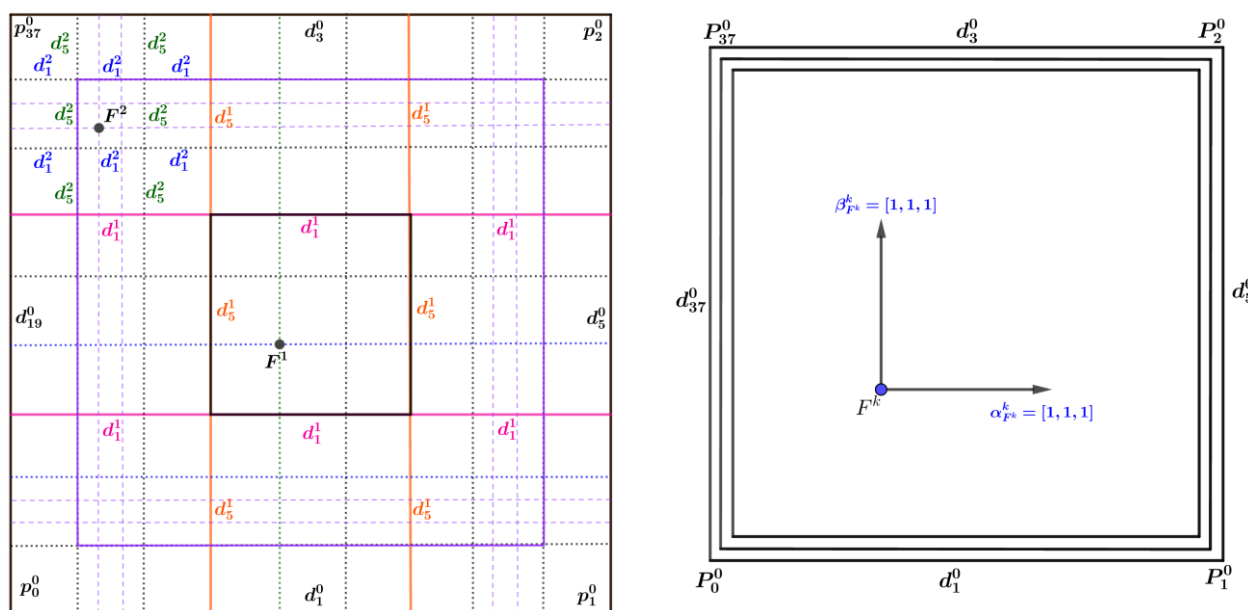 $p_{37}^0$ $d_5^2$ $d_5^2$ $d_3^0$ $p_2^0$
$d_1^2$ $d_1^2$ $d_1^2$
$d_5^2$ $F^2$ $d_5^2$ $d_5^1$ $d_5^1$
$d_1^2$ $d_1^2$ $d_1^2$
$d_5^2$ $d_5^2$
$d_1^1$ $d_1^1$ $d_1^1$
$d_{19}^0$ $d_5^1$ $d_5^1$ $d_5^0$
$F^1$
$d_1^1$ $d_1^1$ $d_1^1$
$d_5^1$ $d_5^1$
$p_0^0$ $d_1^0$ $p_1^0$
$P_{37}^0$ $d_3^0$ $P_2^0$
$\beta_{F^k}^k = [1, 1, 1]$
$d_{37}^0$ $d_5^0$
$F^k$ $\alpha_{F^k}^k = [1, 1, 1]$
$P_0^0$ $d_1^0$ $P_1^0$